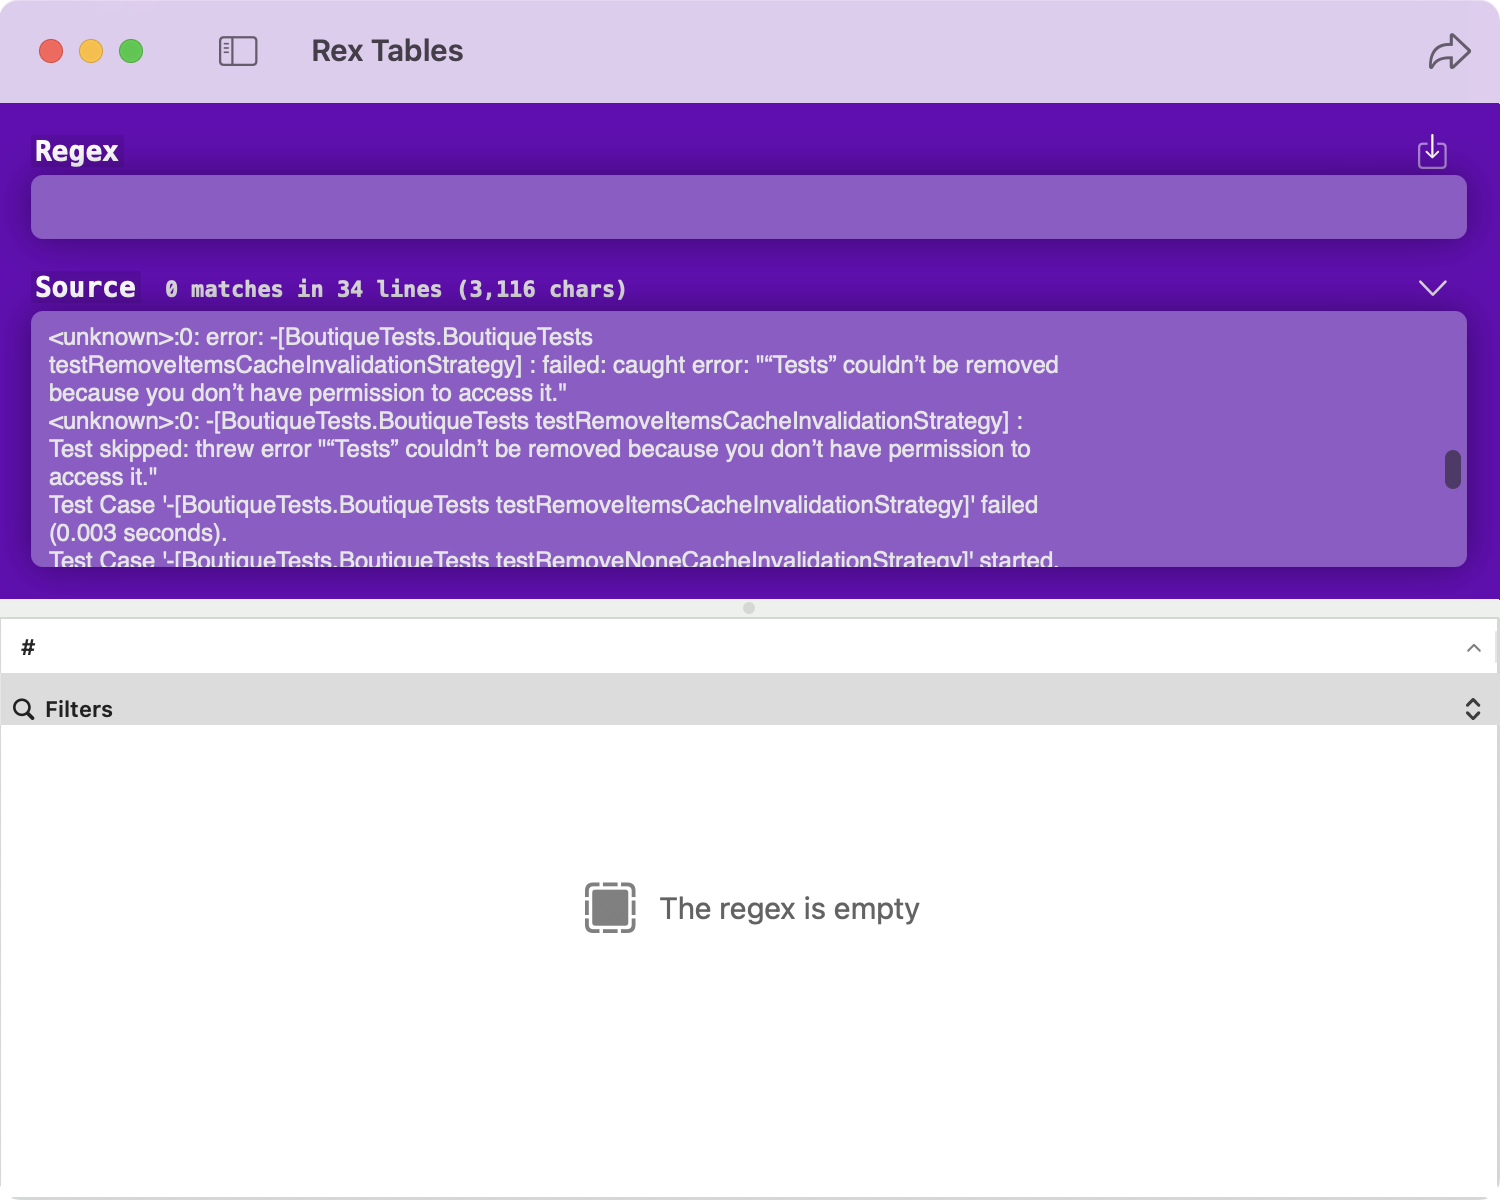 Rex Tables
Regex
Source 0 matches in 34 lines (3,116 chars)
<unknown>:0: error: -[BoutiqueTests.BoutiqueTests
testRemoveItemsCacheInvalidationStrategy] : failed: caught error: "“Tests” couldn’t be removed
because you don’t have permission to access it."
<unknown>:0: -[BoutiqueTests.BoutiqueTests testRemoveItemsCacheInvalidationStrategy] :
Test skipped: threw error "“Tests” couldn’t be removed because you don’t have permission to
access it."
Test Case '-[BoutiqueTests.BoutiqueTests testRemoveItemsCacheInvalidationStrategy]' failed
(0.003 seconds).
Test Case '-[BoutiqueTests.BoutiqueTests testRemoveNoneCacheInvalidationStrategy]' started.
#
Filters
The regex is empty